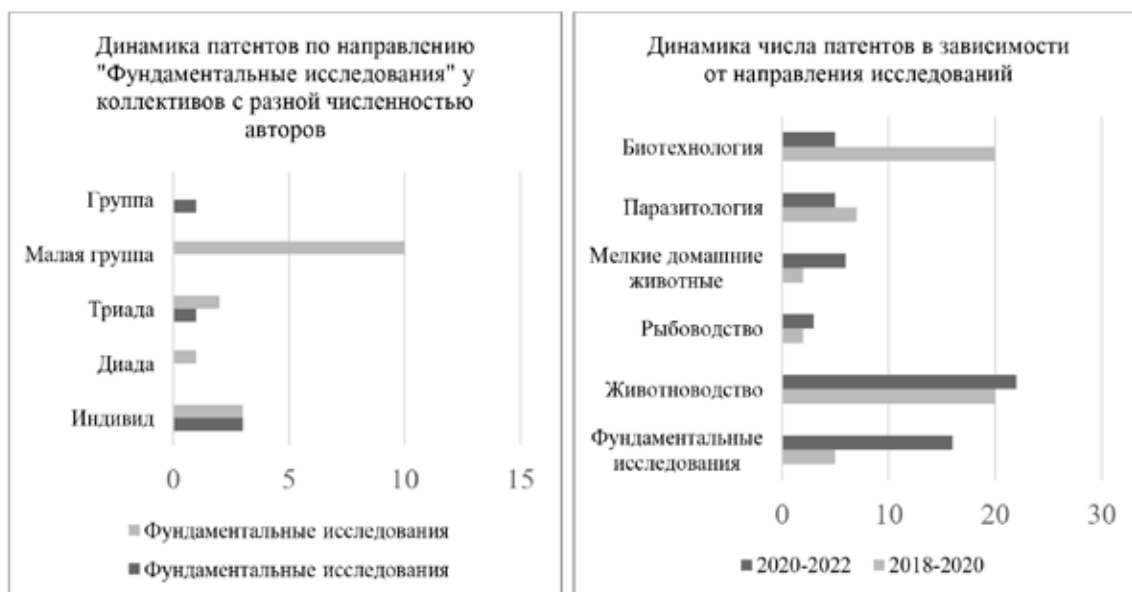 Динамика патентов по направлению
"Фундаментальные исследования" у
коллективов с разной численностью
авторов
Группа
Малая группа
Триада
Диада
Индивид
0 5 10 15
Фундаментальные исследования
Фундаментальные исследования
Динамика числа патентов в зависимости
от направления исследований
Биотехнология
Паразитология
Мелкие домашние
животные
Рыбоводство
Животноводство
Фундаментальные
исследования
0 10 20 30
2020-2022 2018-2020